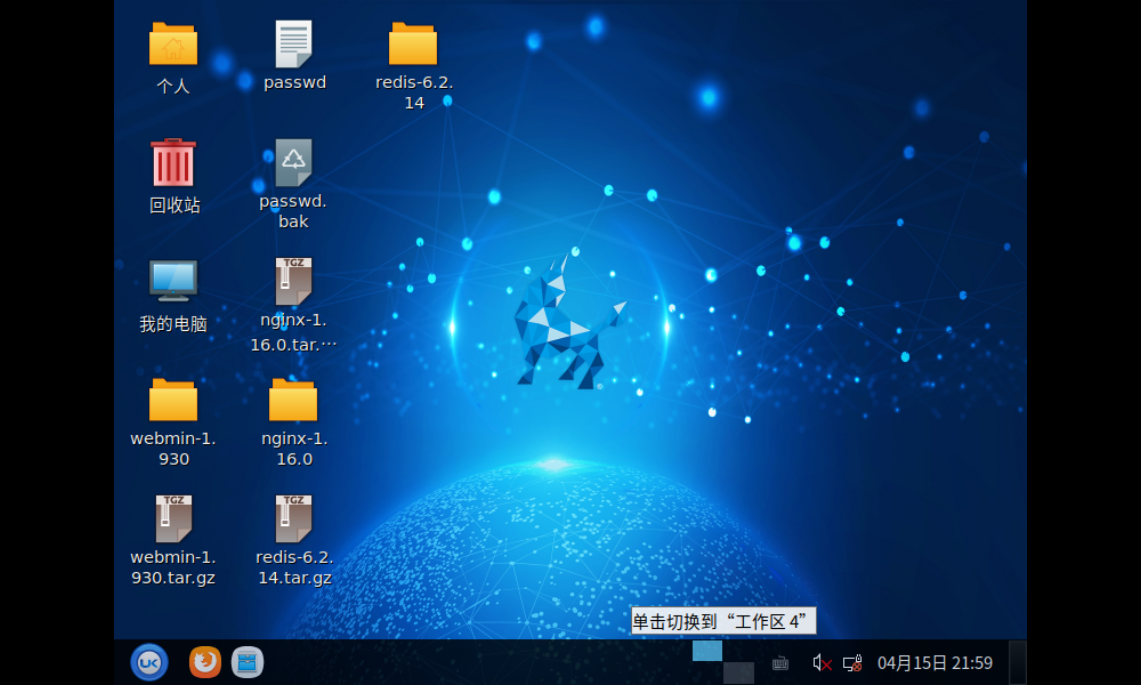 个人
passwd
redis-6.2.
14
回收站
passwd.
bak
TGZ
我的电脑
nginx-1.
16.0.tar.…
webmin-1.
930
nginx-1.
16.0
TGZ
TGZ
webmin-1.
930.tar.gz
redis-6.2.
14.tar.gz
单击切换到“工作区 4”
UK
04月15日 21:59